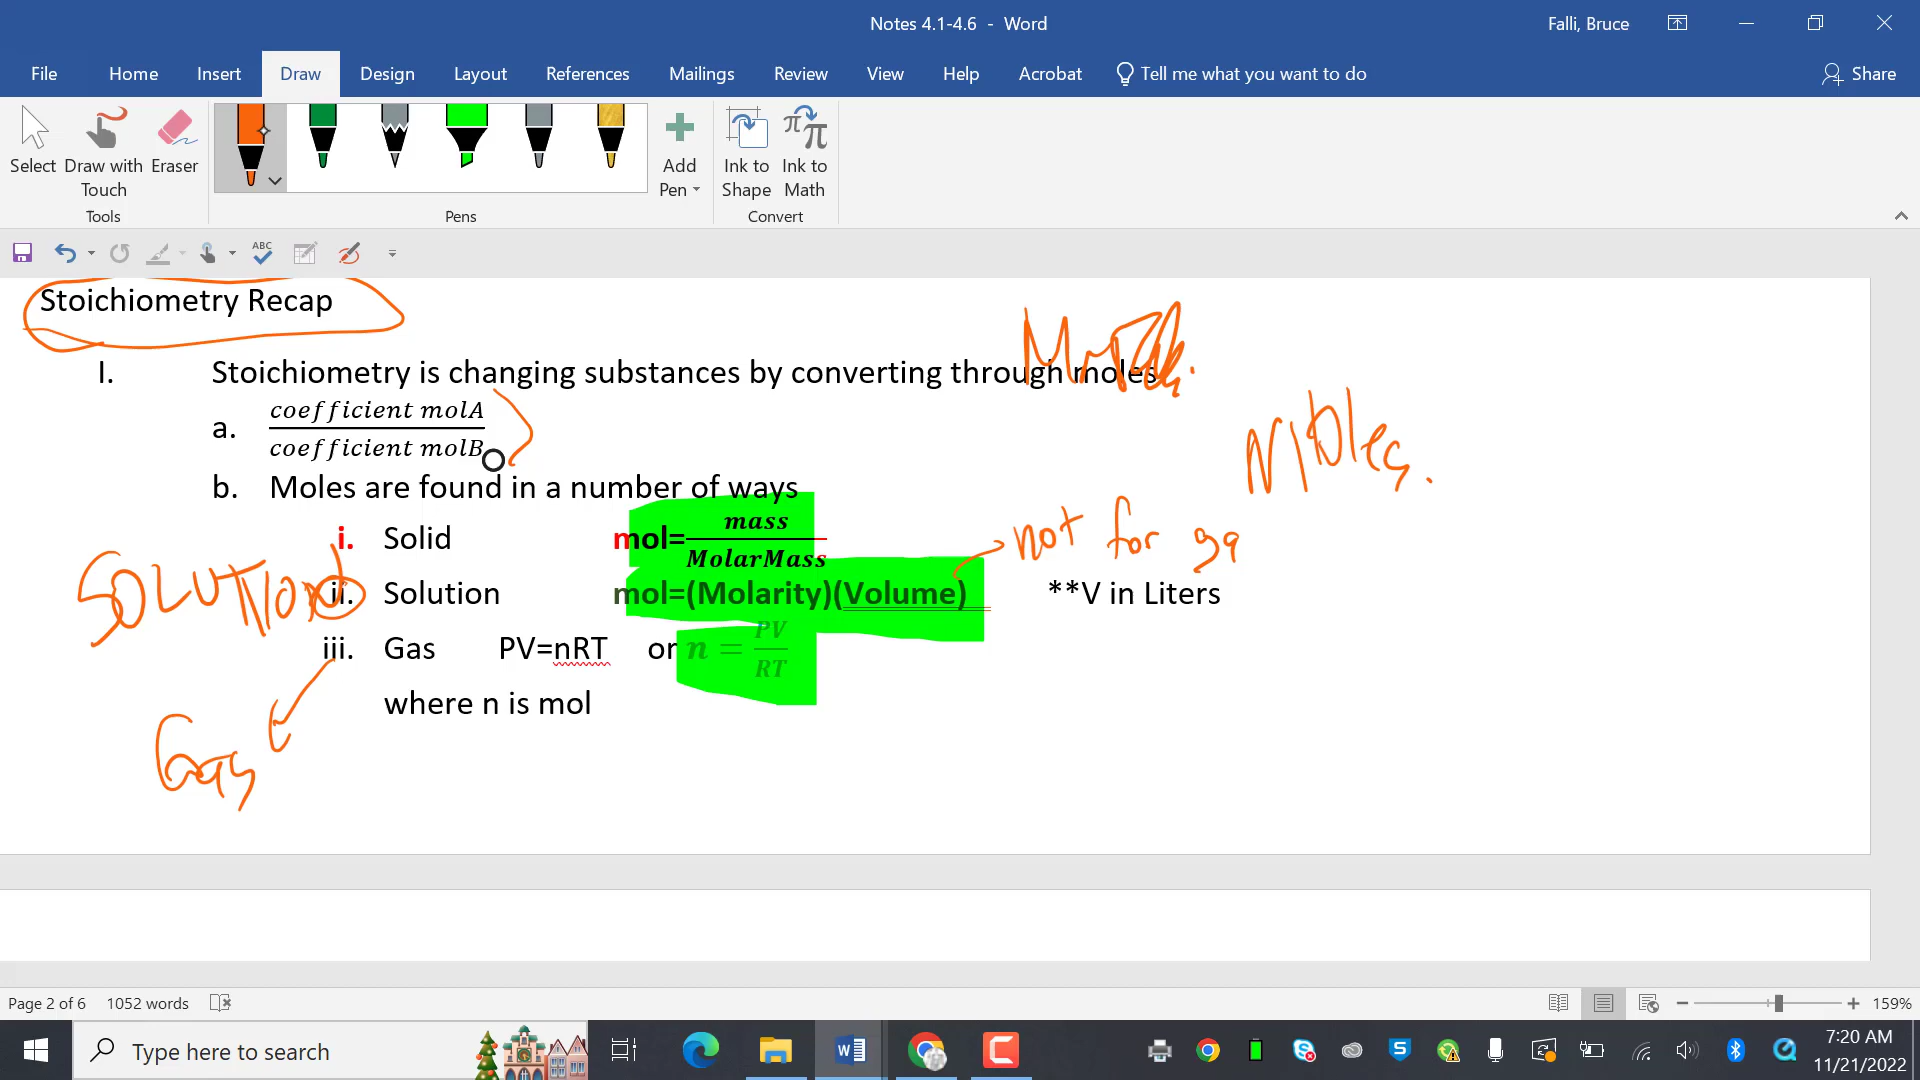 Notes 4.1-4.6 - Word
Falli, Bruce
File Home Insert Draw Design Layout References Mailings Review View Help Acrobat Tell me what you want to do Share
Select Draw with Touch Eraser Add Pen Ink to Shape Ink to Math
Tools Pens Convert
ABC
Stoichiometry Recap
I. Stoichiometry is changing substances by converting through moles
a. coefficient molA
coefficient molB
Moles.
b. Moles are found in a number of ways
i. Solid mol= mass
MolarMass
not for ga
SOLUTION
ii. Solution mol=(Molarity)(Volume) **V in Liters
iii. Gas PV=nRT or n = PV
RT
where n is mol
Gas
Page 2 of 6 1052 words 159%
Type here to search
7:20 AM
11/21/2022